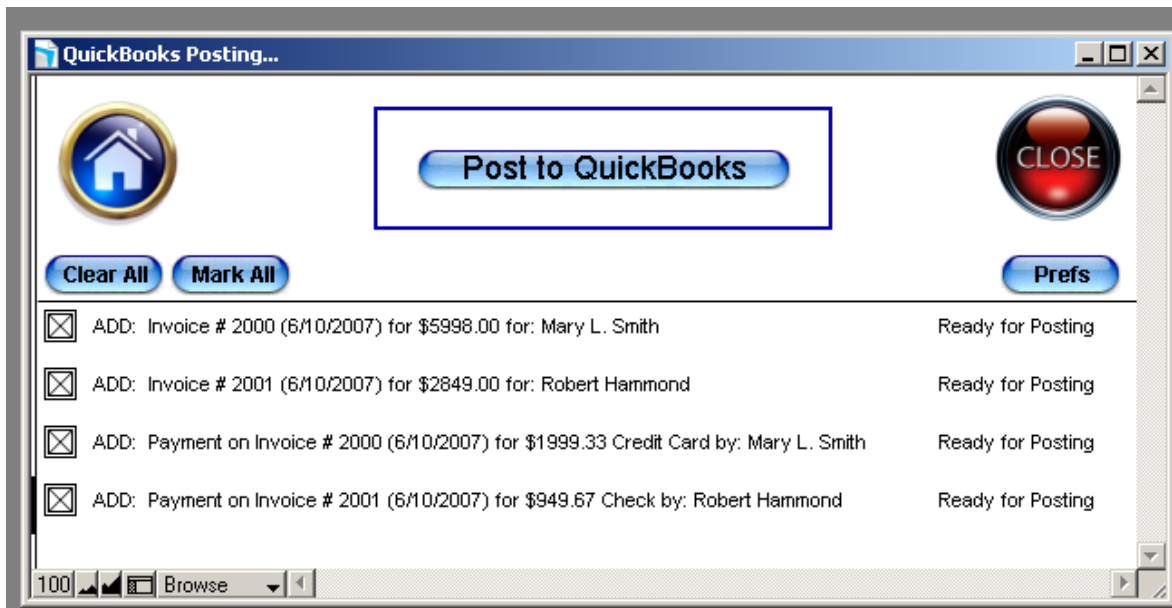 QuickBooks Posting...
Post to QuickBooks
CLOSE
Clear All Mark All Prefs
ADD: Invoice # 2000 (6/10/2007) for $5998.00 for: Mary L. Smith Ready for Posting
ADD: Invoice # 2001 (6/10/2007) for $2849.00 for: Robert Hammond Ready for Posting
ADD: Payment on Invoice # 2000 (6/10/2007) for $1999.33 Credit Card by: Mary L. Smith Ready for Posting
ADD: Payment on Invoice # 2001 (6/10/2007) for $949.67 Check by: Robert Hammond Ready for Posting
100 Browse